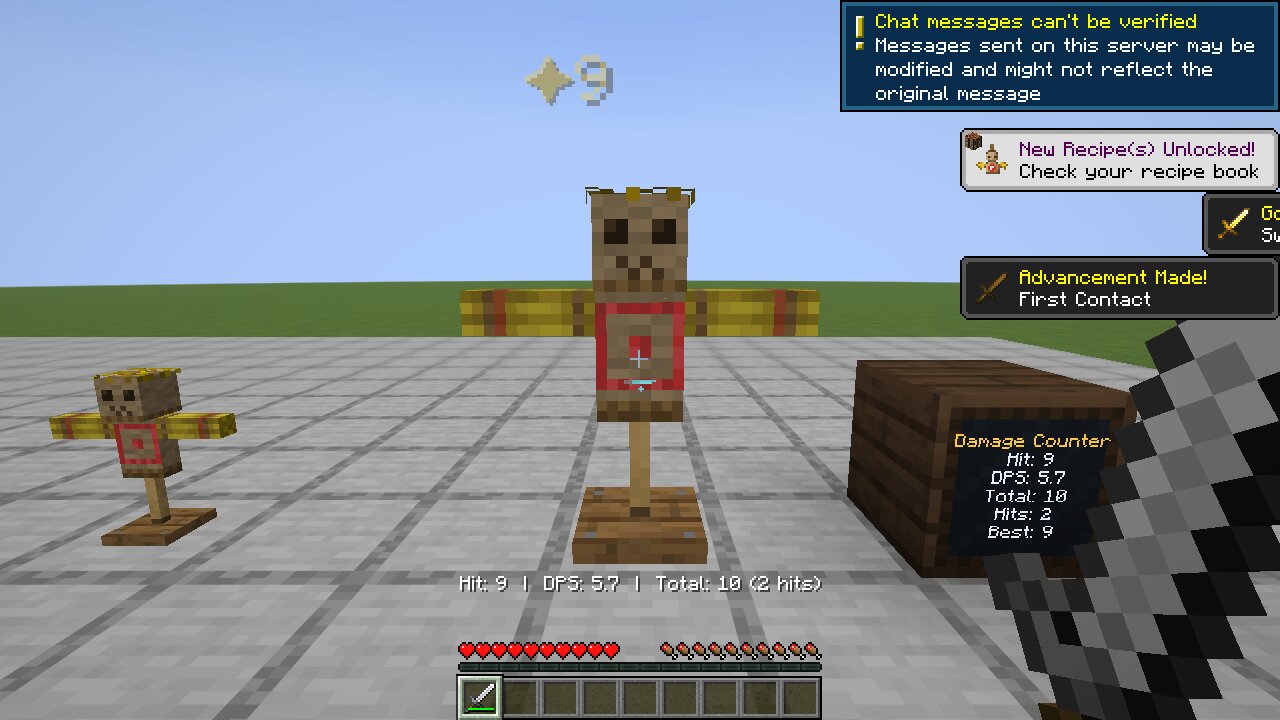 Chat messages can't be verified
Messages sent on this server may be
modified and might not reflect the
original message
9
New Recipe(s) Unlocked!
Check your recipe book
Advancement Made!
First Contact
Damage Counter
Hit: 9
DPS: 5.7
Total: 10
Hits: 2
Best: 9
Hit: 9 | DPS: 5.7 | Total: 10 (2 hits)